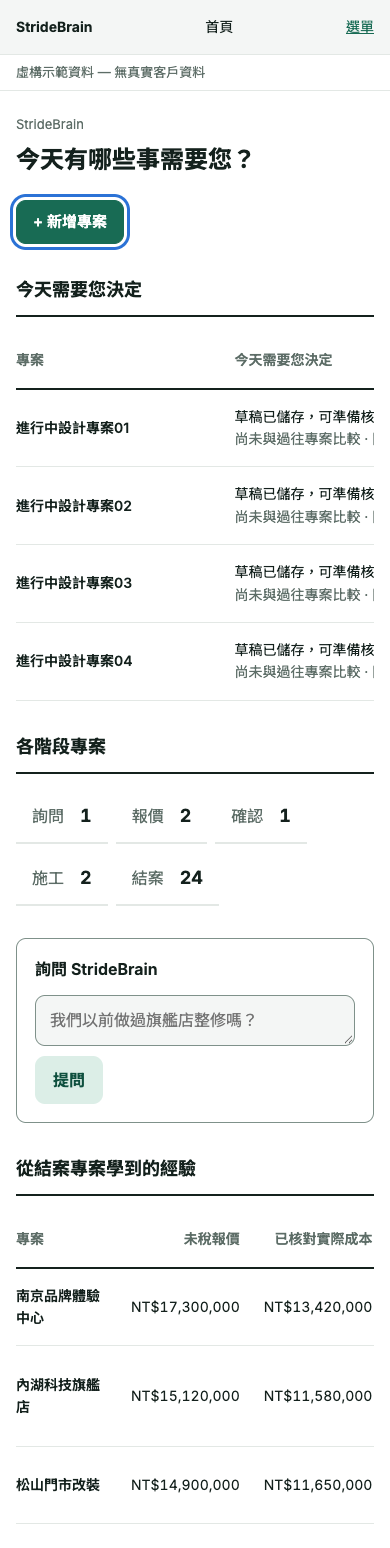 StrideBrain 首頁 選單
虛構示範資料 — 無真實客戶資料
StrideBrain
今天有哪些事需要您？
+ 新增專案
今天需要您決定
專案 今天需要您決定
進行中設計專案01 草稿已儲存，可準備核
尚未與過往專案比較 ·
進行中設計專案02 草稿已儲存，可準備核
尚未與過往專案比較 ·
進行中設計專案03 草稿已儲存，可準備核
尚未與過往專案比較 ·
進行中設計專案04 草稿已儲存，可準備核
尚未與過往專案比較 ·
各階段專案
詢問 1 報價 2 確認 1
施工 2 結案 24
詢問 StrideBrain
我們以前做過旗艦店整修嗎？
提問
從結案專案學到的經驗
專案 未稅報價 已核對實際成本
南京品牌體驗
中心 NT$17,300,000 NT$13,420,000
內湖科技旗艦
店 NT$15,120,000 NT$11,580,000
松山門市改裝 NT$14,900,000 NT$11,650,000